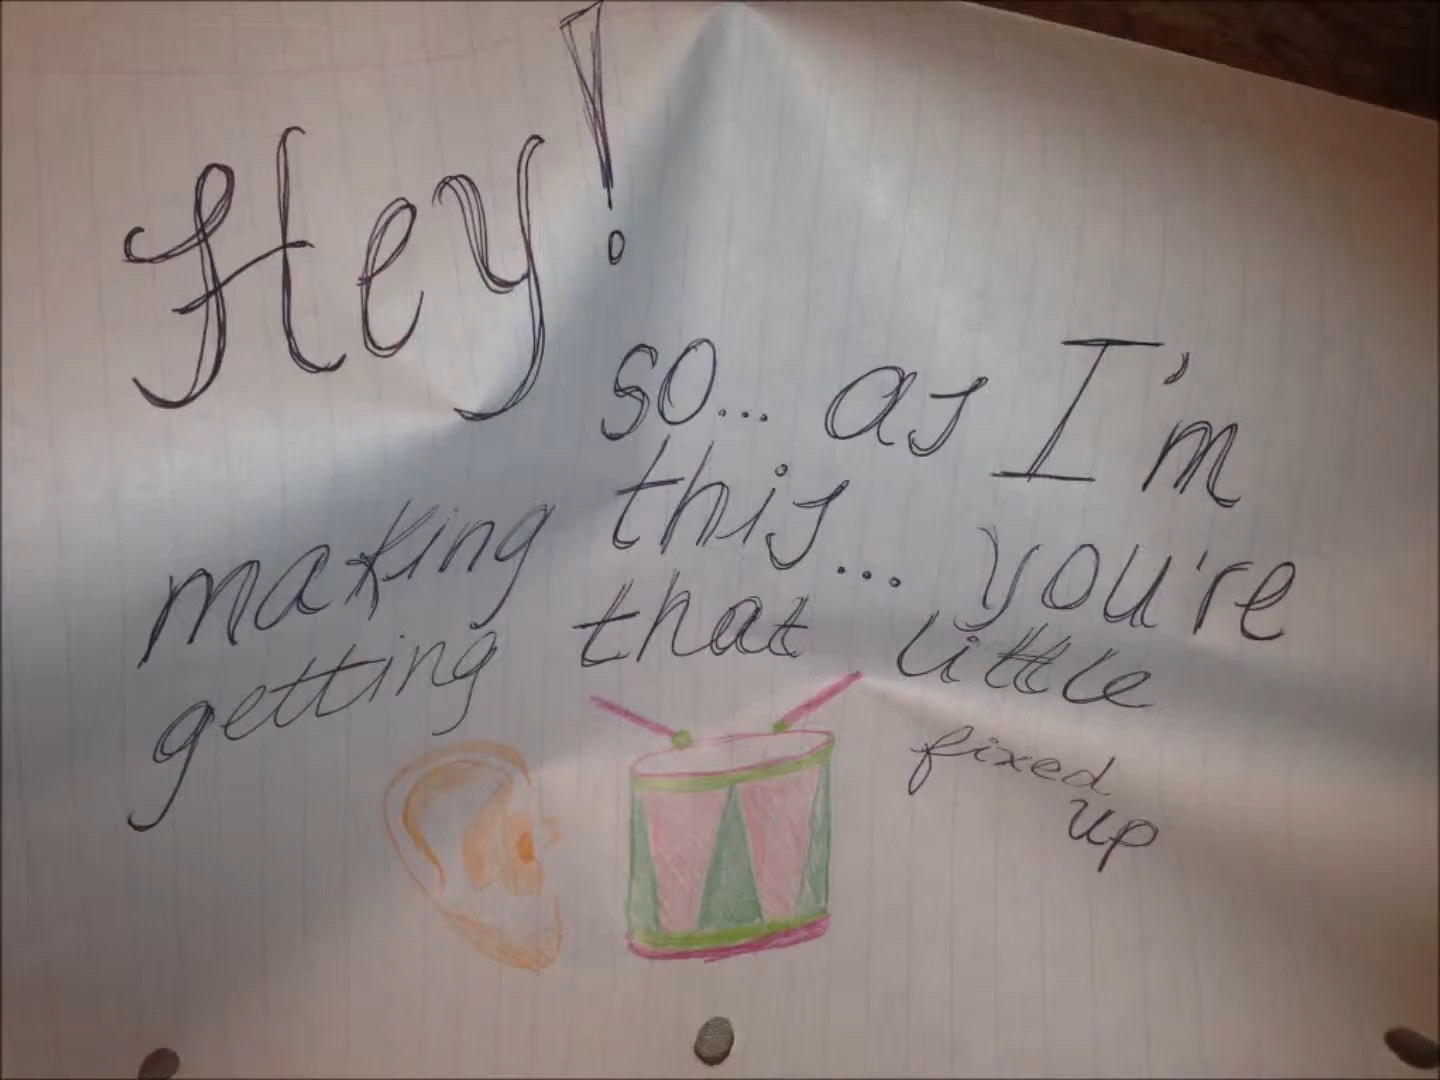 Hey!
so... as I'm
making this... you're
getting that little
fixed
up